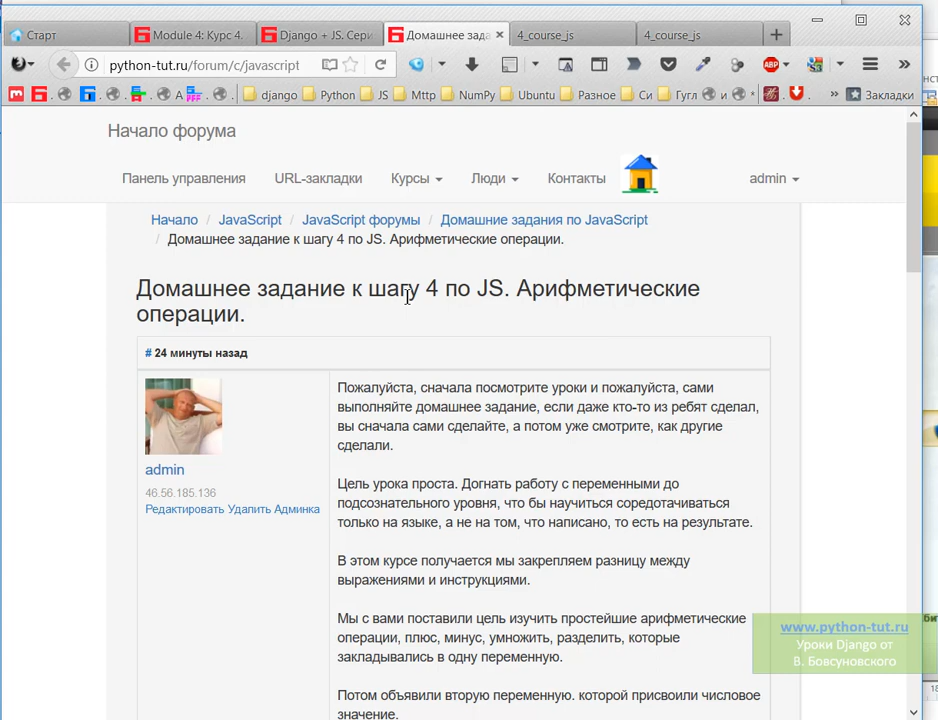 Старт
Module 4: Курс 4.
Django + JS. Сери
Домашнее зада
4_course_js
4_course_js
python-tut.ru/forum/c/javascript
ABP
django
Python
JS
Mttp
NumPy
Ubuntu
Разное
Си
Гугл
и
Закладки
Начало форума
Панель управления
URL-закладки
Курсы
Люди
Контакты
admin
Начало / JavaScript / JavaScript форумы / Домашние задания по JavaScript
/ Домашнее задание к шагу 4 по JS. Арифметические операции.
Домашнее задание к шагу 4 по JS. Арифметические
операции.
# 24 минуты назад
admin
46.56.185.136
Редактировать Удалить Админка
Пожалуйста, сначала посмотрите уроки и пожалуйста, сами
выполняйте домашнее задание, если даже кто-то из ребят сделал,
вы сначала сами сделайте, а потом уже смотрите, как другие
сделали.
Цель урока проста. Догнать работу с переменными до
подсознательного уровня, что бы научиться соредотачиваться
только на языке, а не на том, что написано, то есть на результате.
В этом курсе получается мы закрепляем разницу между
выражениями и инструкциями.
Мы с вами поставили цель изучить простейшие арифметические
операции, плюс, минус, умножить, разделить, которые
закладывались в одну переменную.
Потом объявили вторую переменную. которой присвоили числовое
значение.
www.python-tut.ru
Уроки Django от
В. Бовсуновского